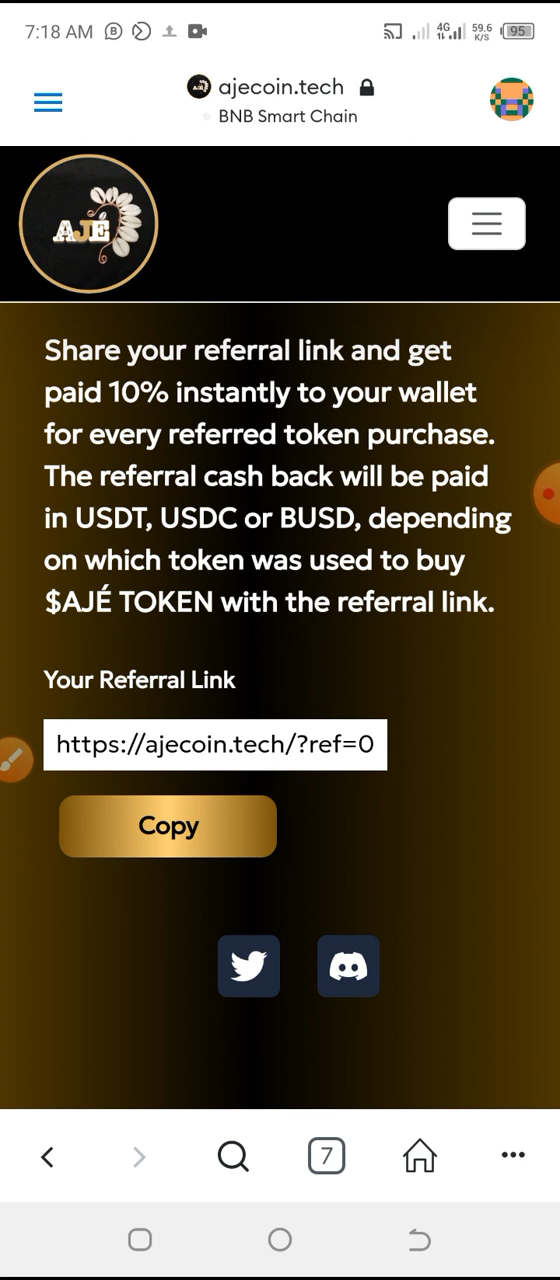 7:18 AM
4G
59.6
K/S
95
ajecoin.tech
BNB Smart Chain
AJÉ
Share your referral link and get
paid 10% instantly to your wallet
for every referred token purchase.
The referral cash back will be paid
in USDT, USDC or BUSD, depending
on which token was used to buy
$AJÉ TOKEN with the referral link.
Your Referral Link
https://ajecoin.tech/?ref=0
Copy
7